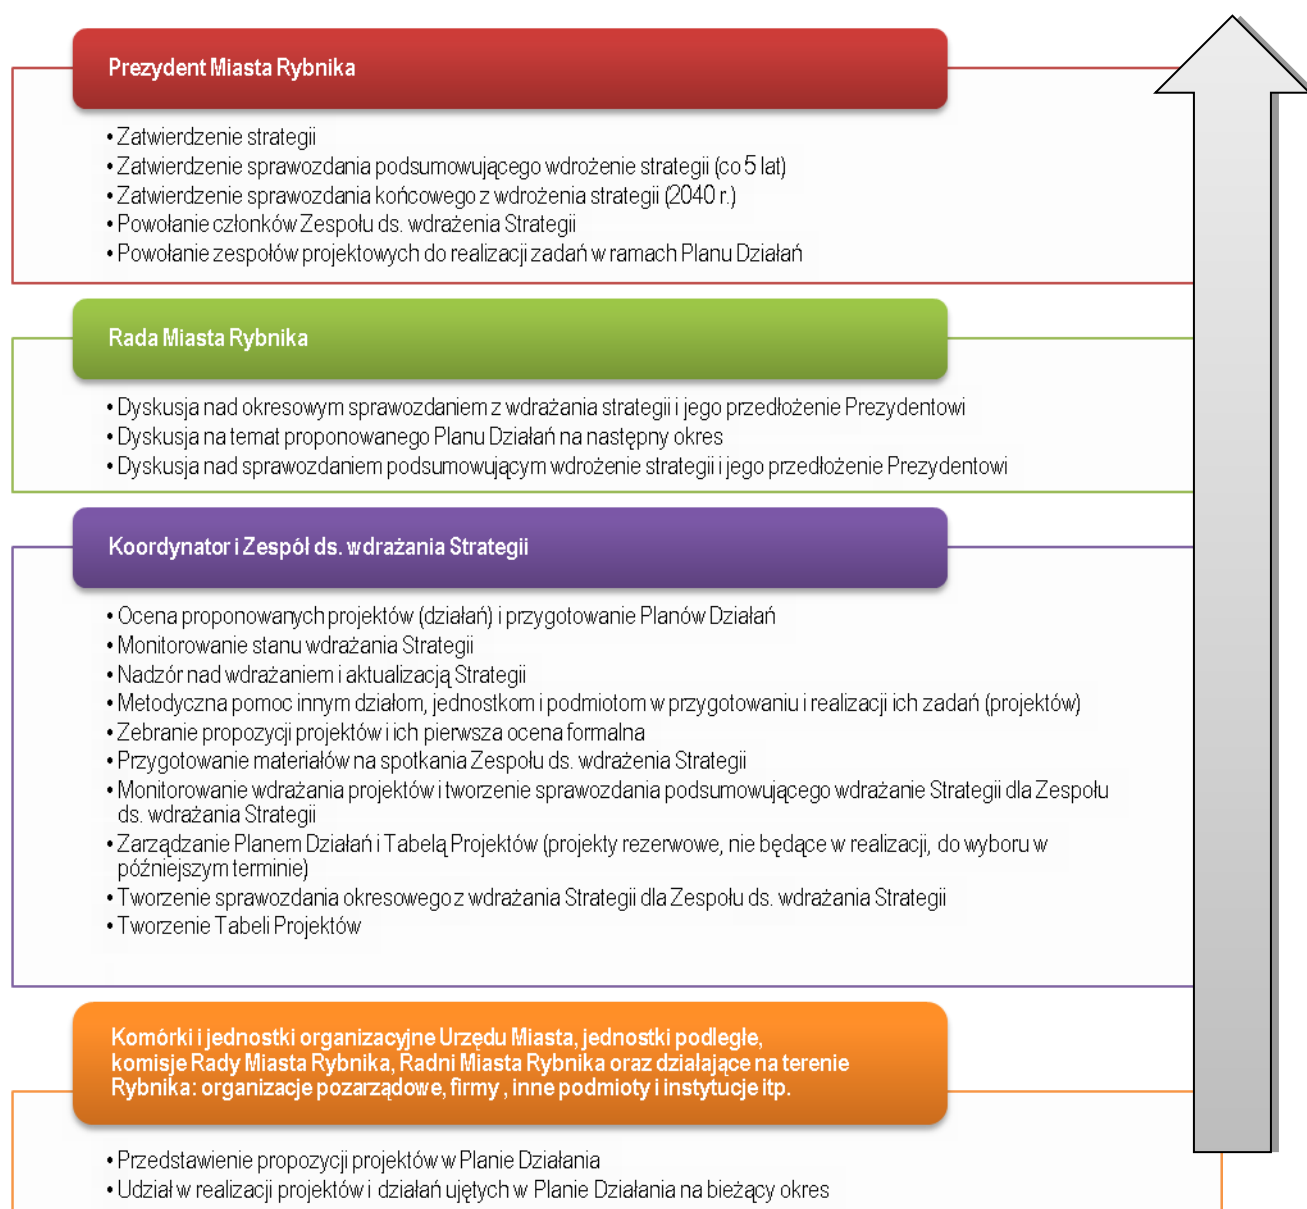 Prezydent Miasta Rybnika
• Zatwierdzenie strategii
• Zatwierdzenie sprawozdania podsumowującego wdrożenie strategii (co 5 lat)
• Zatwierdzenie sprawozdania końcowego z wdrożenia strategii (2040 r.)
• Powołanie członków Zespołu ds. wdrażenia Strategii
• Powołanie zespołów projektowych do realizacji zadań w ramach Planu Działań
Rada Miasta Rybnika
• Dyskusja nad okresowym sprawozdaniem z wdrażania strategii i jego przedłożenie Prezydentowi
• Dyskusja na temat proponowanego Planu Działań na następny okres
• Dyskusja nad sprawozdaniem podsumowującym wdrożenie strategii i jego przedłożenie Prezydentowi
Koordynator i Zespół ds. wdrażania Strategii
• Ocena proponowanych projektów (działań) i przygotowanie Planów Działań
• Monitorowanie stanu wdrażania Strategii
• Nadzór nad wdrażaniem i aktualizacją Strategii
• Metodyczna pomoc innym działom, jednostkom i podmiotom w przygotowaniu i realizacji ich zadań (projektów)
• Zebranie propozycji projektów i ich pierwsza ocena formalna
• Przygotowanie materiałów na spotkania Zespołu ds. wdrażenia Strategii
• Monitorowanie wdrażania projektów i tworzenie sprawozdania podsumowującego wdrażanie Strategii dla Zespołu
ds. wdrażania Strategii
• Zarządzanie Planem Działań i Tabelą Projektów (projekty rezerwowe, nie będące w realizacji, do wyboru w
późniejszym terminie)
• Tworzenie sprawozdania okresowego z wdrażania Strategii dla Zespołu ds. wdrażania Strategii
• Tworzenie Tabeli Projektów
Komórki i jednostki organizacyjne Urzędu Miasta, jednostki podległe,
komisje Rady Miasta Rybnika, Radni Miasta Rybnika oraz działające na terenie
Rybnika: organizacje pozarządowe, firmy , inne podmioty i instytucje itp.
• Przedstawienie propozycji projektów w Planie Działania
• Udział w realizacji projektów i działań ujętych w Planie Działania na bieżący okres